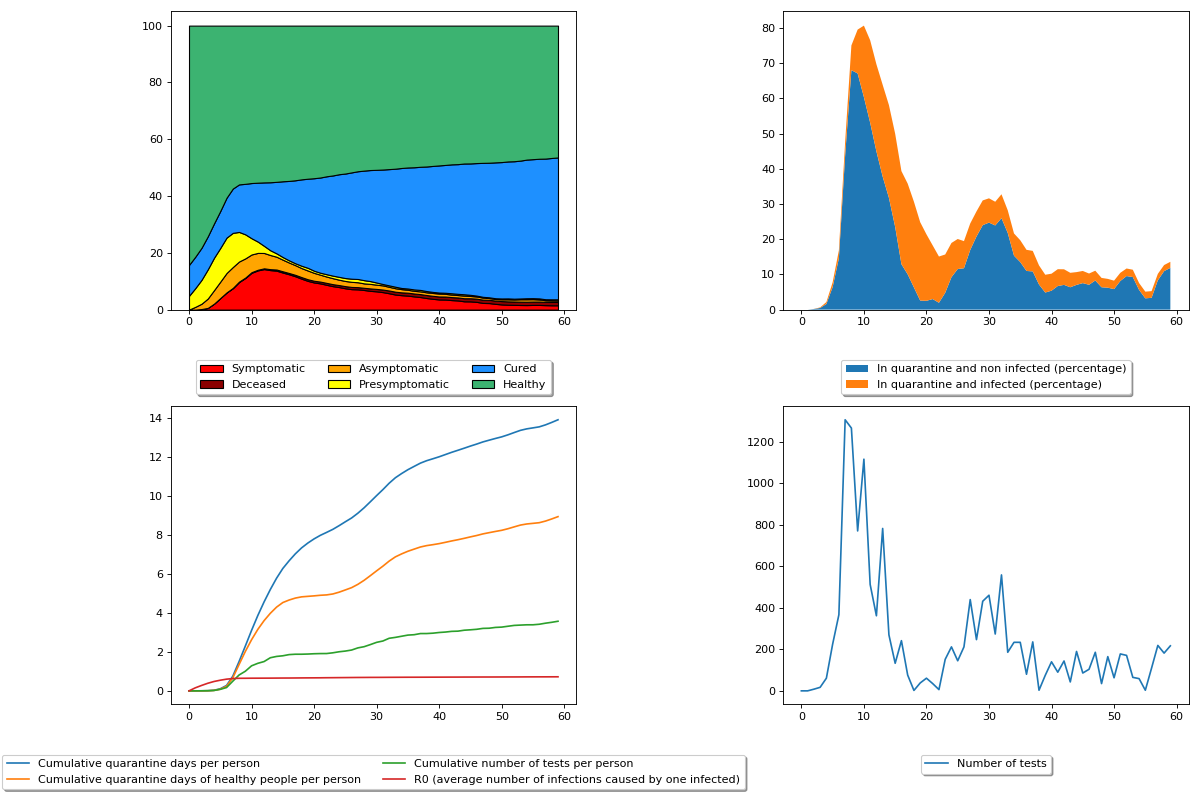 100
80
60
40
20
0
0 10 20 30 40 50 60
80
70
60
50
40
30
20
10
0
0 10 20 30 40 50 60
Symptomatic Asymptomatic Cured
Deceased Presymptomatic Healthy
In quarantine and non infected (percentage)
In quarantine and infected (percentage)
14
12
10
8
6
4
2
0
0 10 20 30 40 50 60
1200
1000
800
600
400
200
0
0 10 20 30 40 50 60
Cumulative quarantine days per person Cumulative number of tests per person
Cumulative quarantine days of healthy people per person R0 (average number of infections caused by one infected)
Number of tests